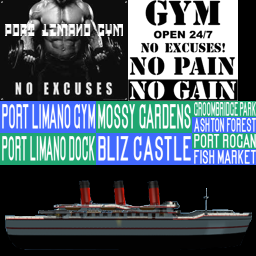 PORT LIMANO GYM
NO EXCUSES
GYM
OPEN 24/7
NO EXCUSES!
NO PAIN
NO GAIN
PORT LIMANO GYM
PORT LIMANO DOCK
MOSSY GARDENS
BLIZ CASTLE
CROOMBRIDGE PARK
ASHTON FOREST
PORT ROGAN
FISH MARKET